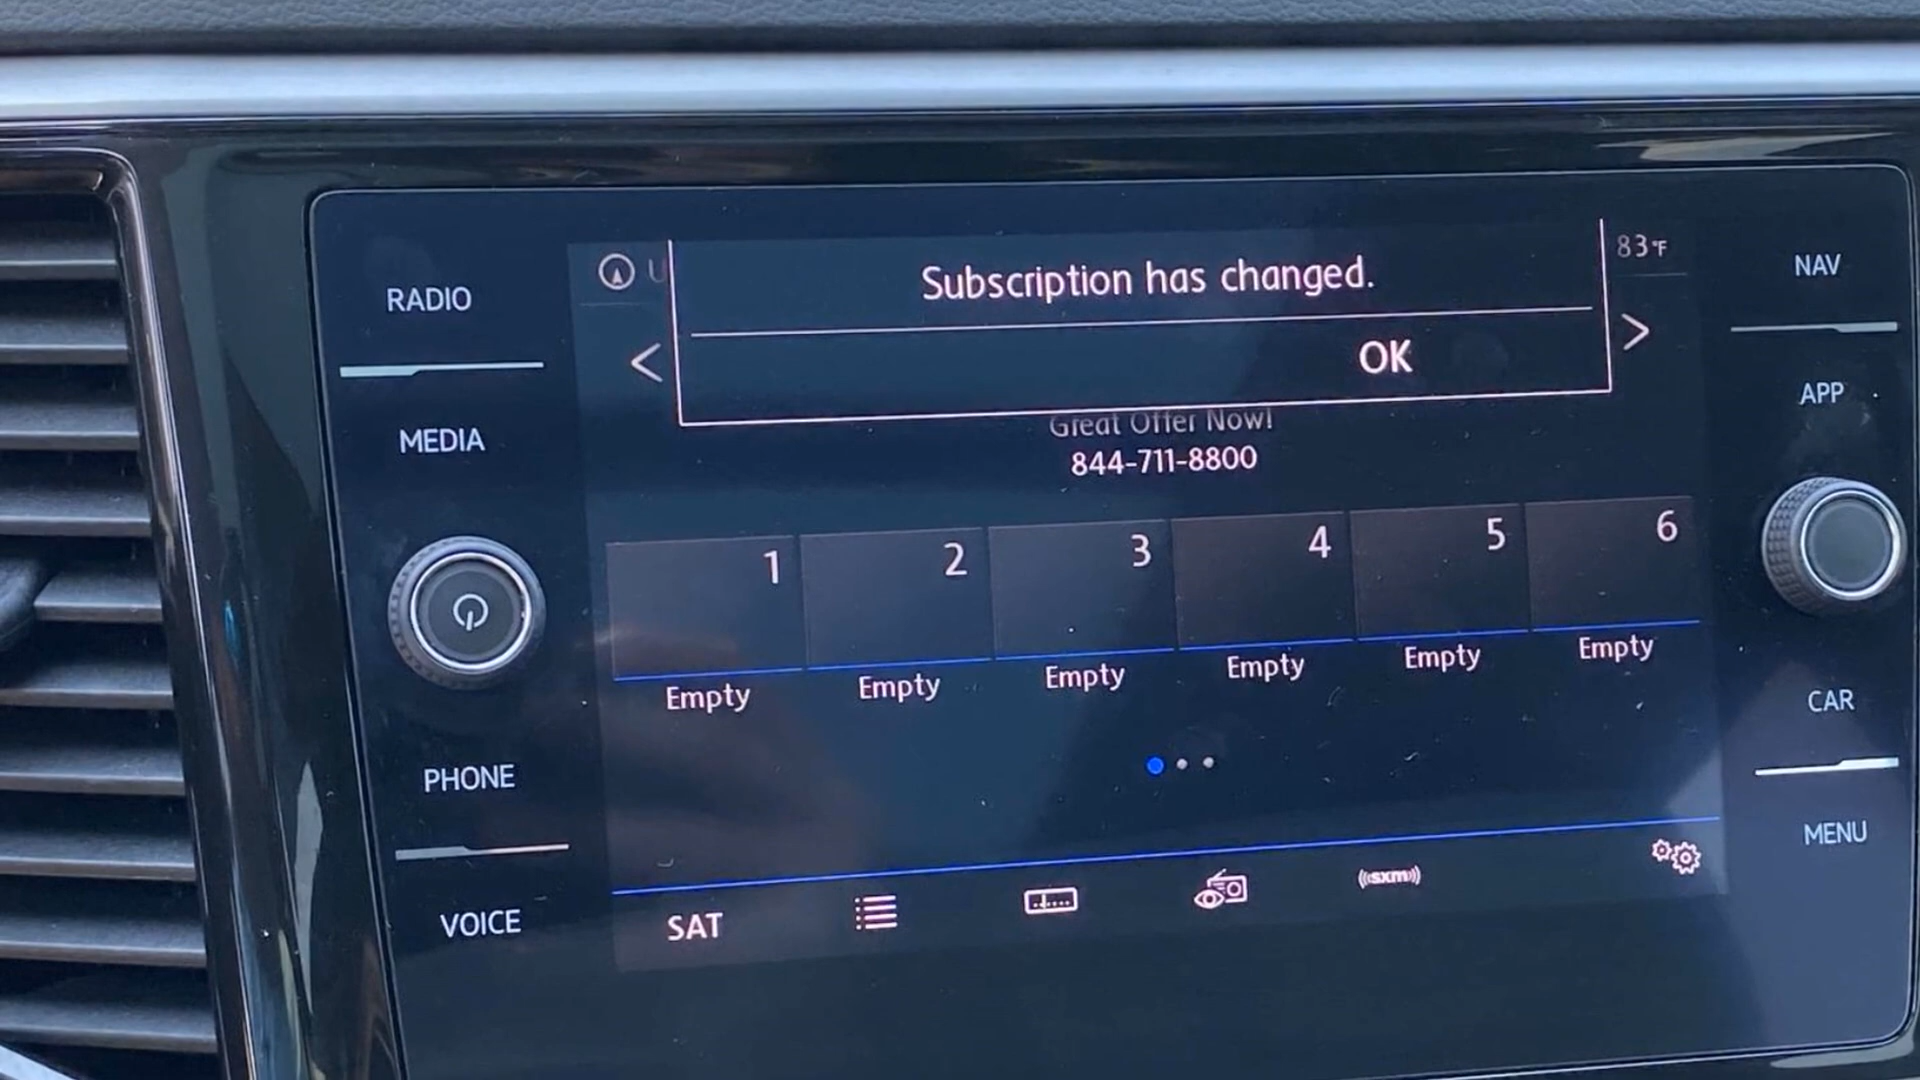 RADIO
MEDIA
PHONE
VOICE
U
83°F
Subscription has changed.
OK
Great Offer Now!
844-711-8800
1
2
3
4
5
6
Empty
Empty
Empty
Empty
Empty
Empty
SAT
((sxm))
NAV
APP
CAR
MENU